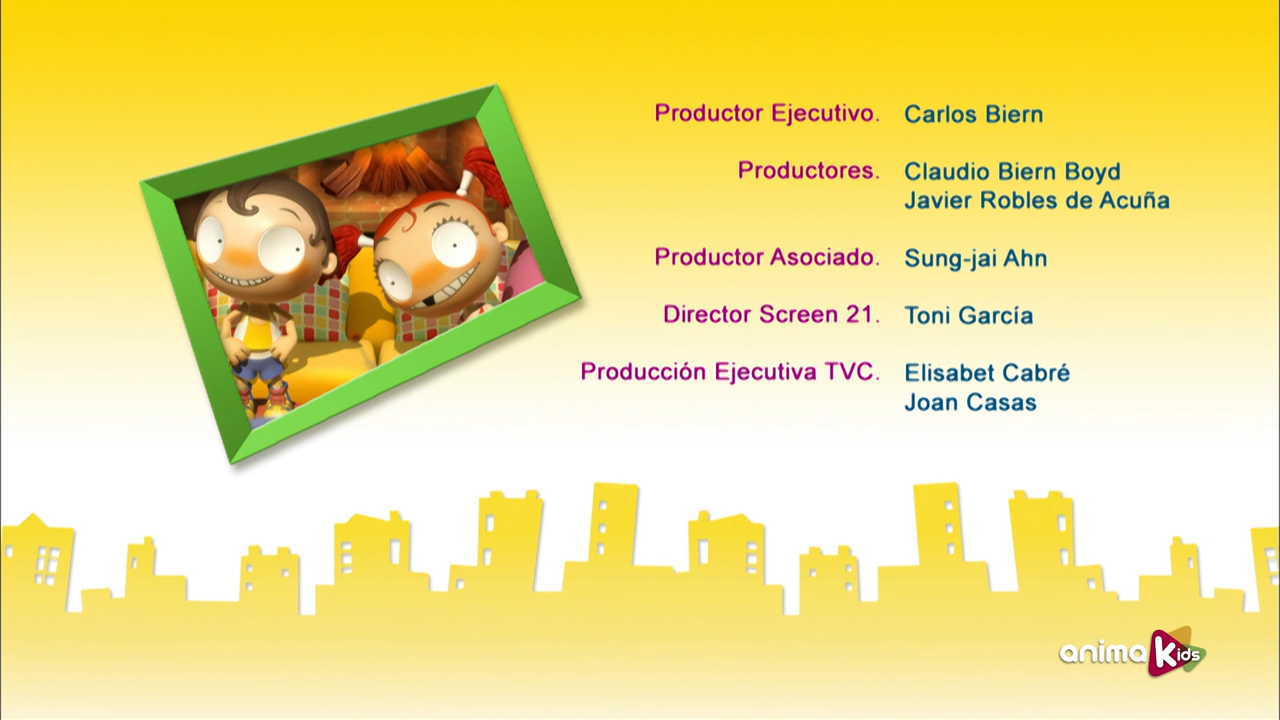 Productor Ejecutivo. Carlos Biern
Productores. Claudio Biern Boyd
Javier Robles de Acuña
Productor Asociado. Sung-jai Ahn
Director Screen 21. Toni García
Producción Ejecutiva TVC. Elisabet Cabré
Joan Casas
anima Kids